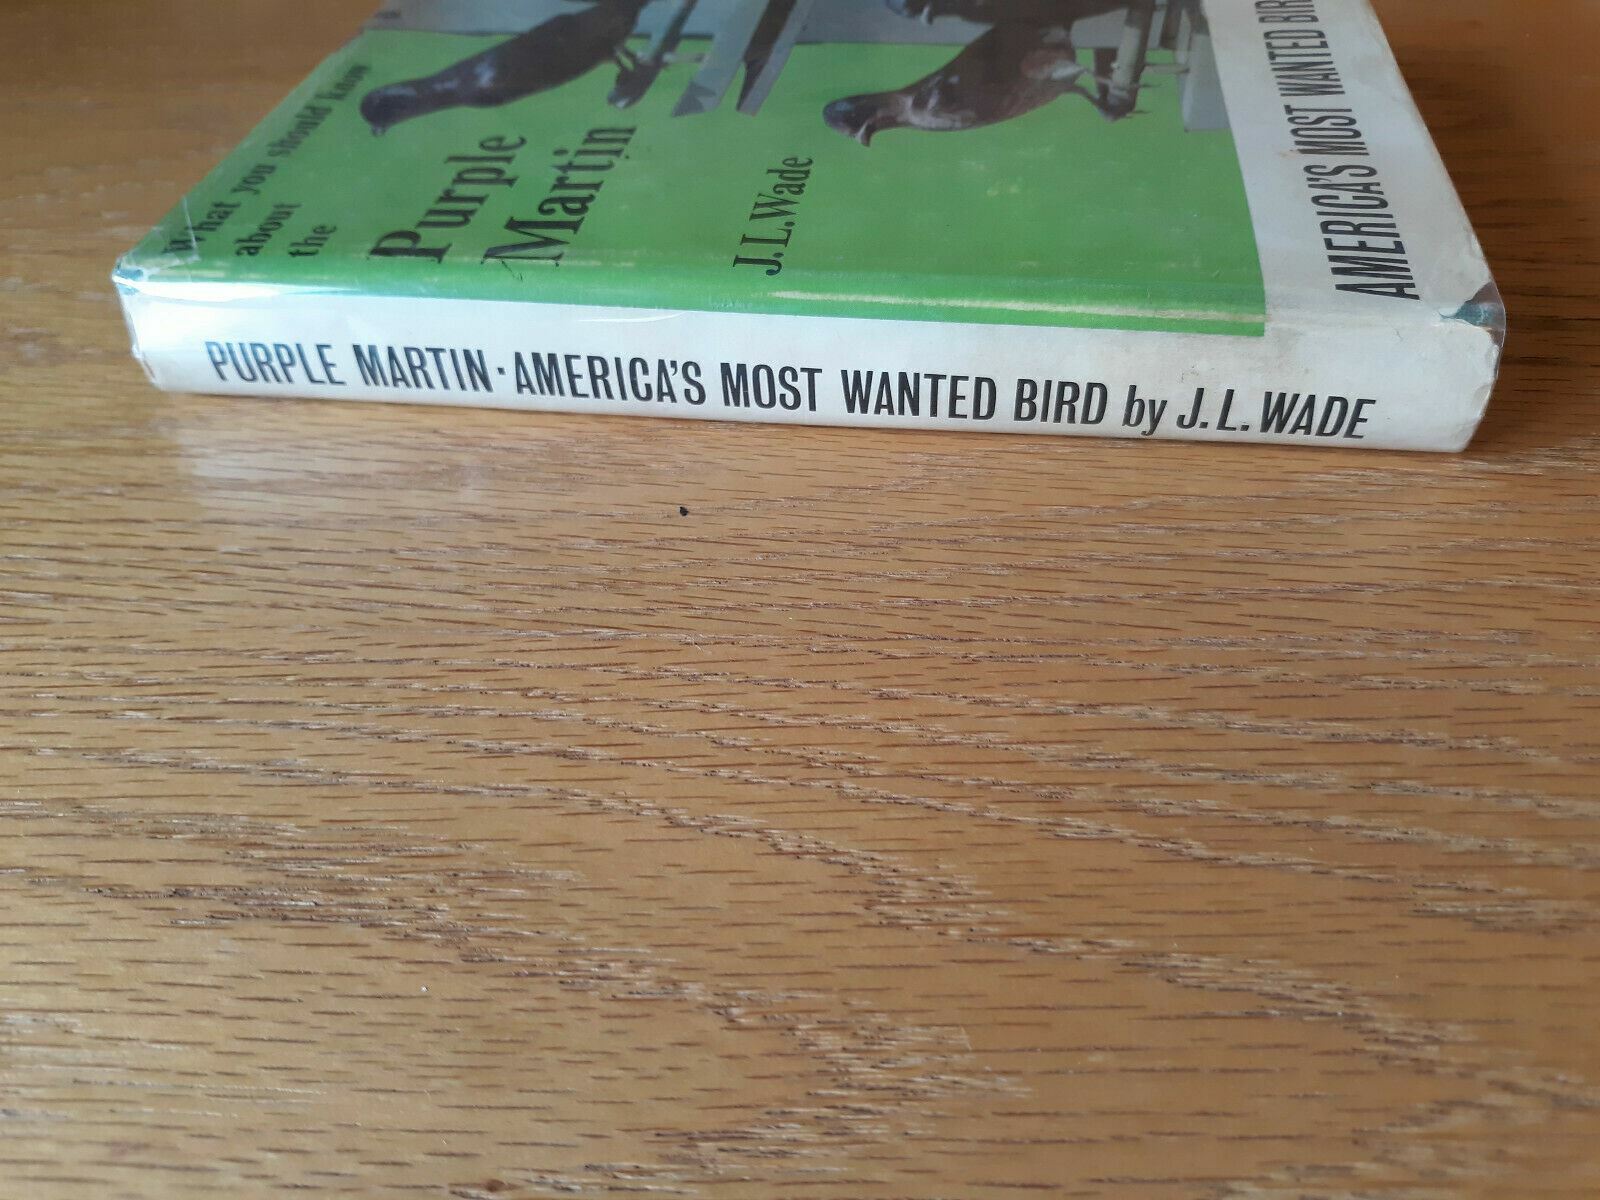 What you should know
about
the
Purple
Martin
J.L.Wade
AMERICA'S MOST WANTED
PURPLE MARTIN·AMERICA'S MOST WANTED BIRD by J.L.WADE